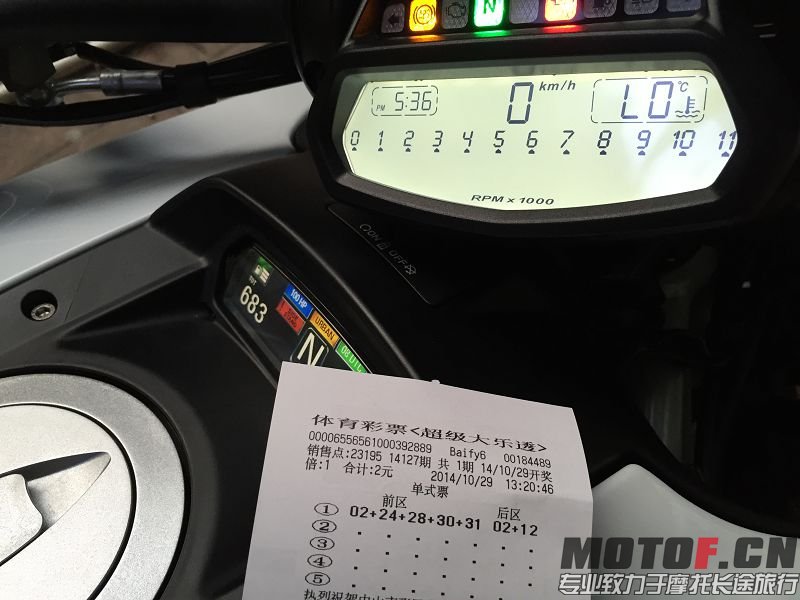 N
PM 5:36 0 km/h LO °C
0 1 2 3 4 5 6 7 8 9 10 11
RPM x 1000
ON OFF
683
100 HP
URBAN
N
体育彩票<超级大乐透>
00006556561000392889 Baify6 00184489
销售点:23195 14127期 共 1期 14/10/29开奖
倍:1 合计:2元 2014/10/29 13:20:46
单式票
前区 后区
① 02+24+28+30+31 02+12
②
③
④
⑤
MOTOF.CN
专业致力于摩托长途旅行